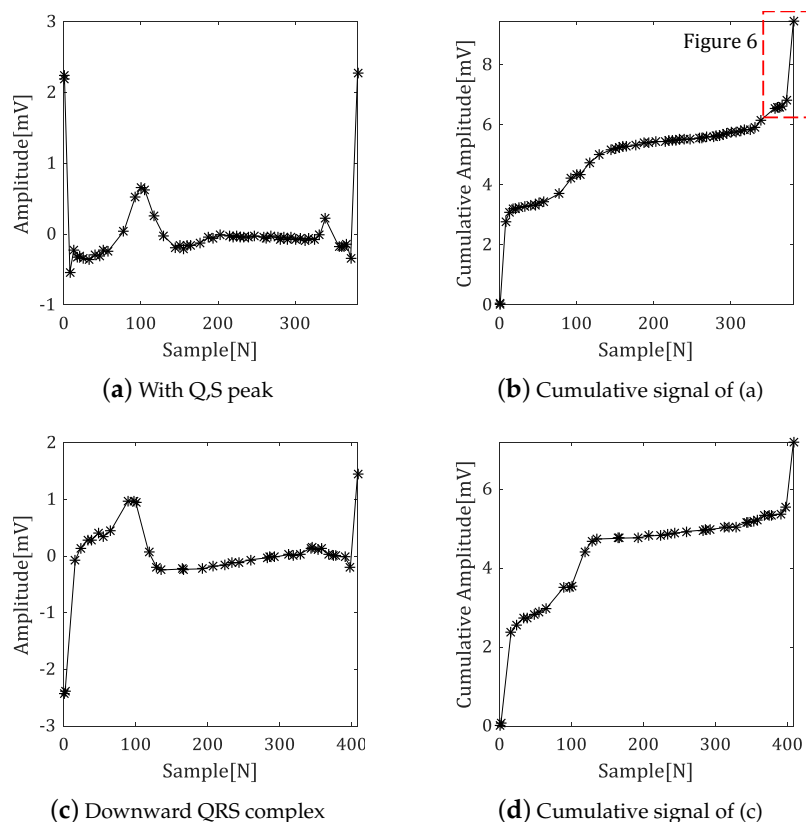 3
2
1
0
-1
Amplitude[mV]
0 100 200 300
Sample[N]
(a) With Q,S peak
Figure 6
8
6
4
2
0
Cumulative Amplitude[mV]
0 100 200 300
Sample[N]
(b) Cumulative signal of (a)
2
1
0
-1
-2
-3
Amplitude[mV]
0 100 200 300 400
Sample[N]
(c) Downward QRS complex
6
4
2
0
Cumulative Amplitude[mV]
0 100 200 300 400
Sample[N]
(d) Cumulative signal of (c)